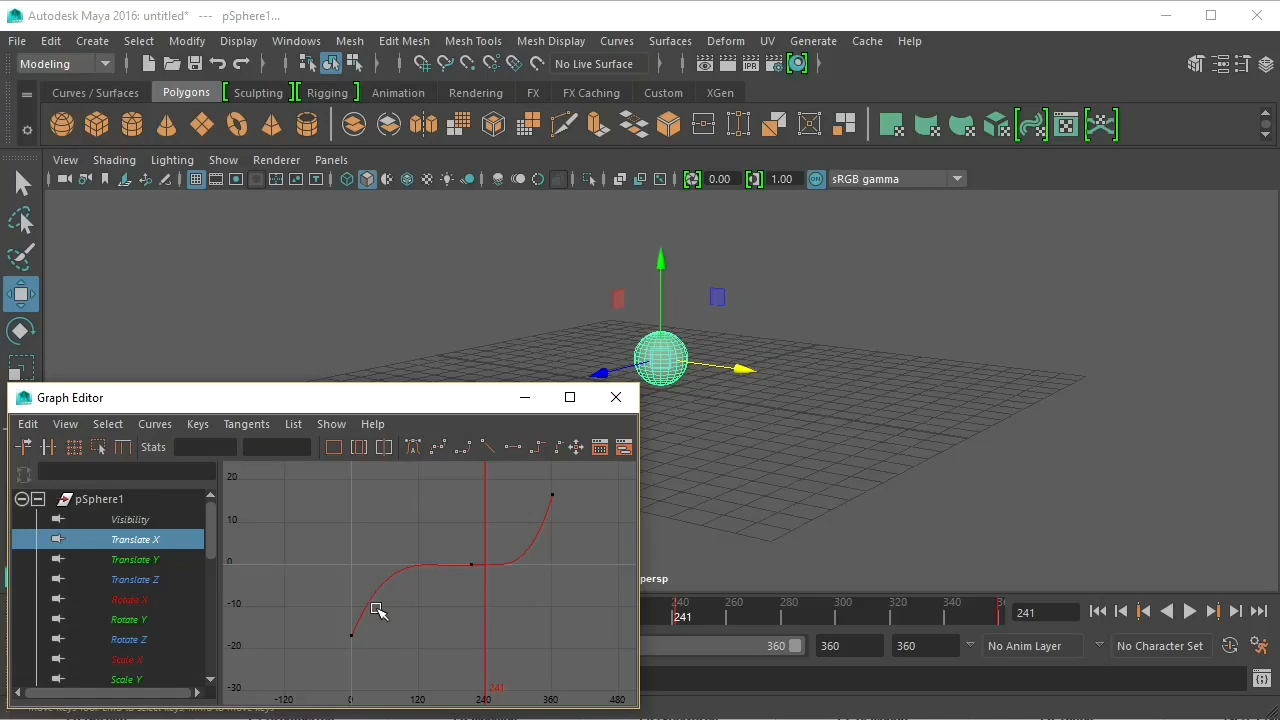 Autodesk Maya 2016: untitled* --- pSphere1...
File Edit Create Select Modify Display Windows Mesh Edit Mesh Mesh Tools Mesh Display Curves Surfaces Deform UV Generate Cache Help
Modeling No Live Surface IPR
Curves / Surfaces Polygons Sculpting Rigging Animation Rendering FX FX Caching Custom XGen
View Shading Lighting Show Renderer Panels
0.00 1.00 ON sRGB gamma
Graph Editor
Edit View Select Curves Keys Tangents List Show Help
Stats
pSphere1
Visibility
Translate X
Translate Y
Translate Z
Rotate X
Rotate Y
Rotate Z
Scale X
Scale Y
20
10
0
-10
-20
-30
-120 0 120 240 360 480
241
persp
240 260 280 300 320 340
241
241
360 360 360 No Anim Layer No Character Set